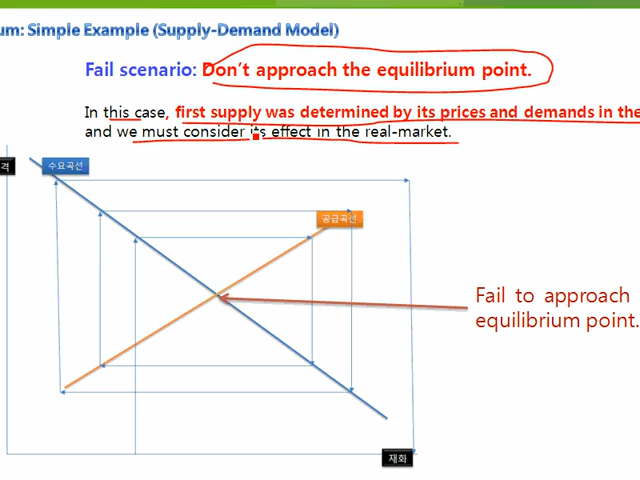 um: Simple Example (Supply-Demand Model)
Fail scenario: Don't approach the equilibrium point.
In this case, first supply was determined by its prices and demands in the
and we must consider its effect in the real-market.
격
수요곡선
공급곡선
Fail to approach
equilibrium point.
재화